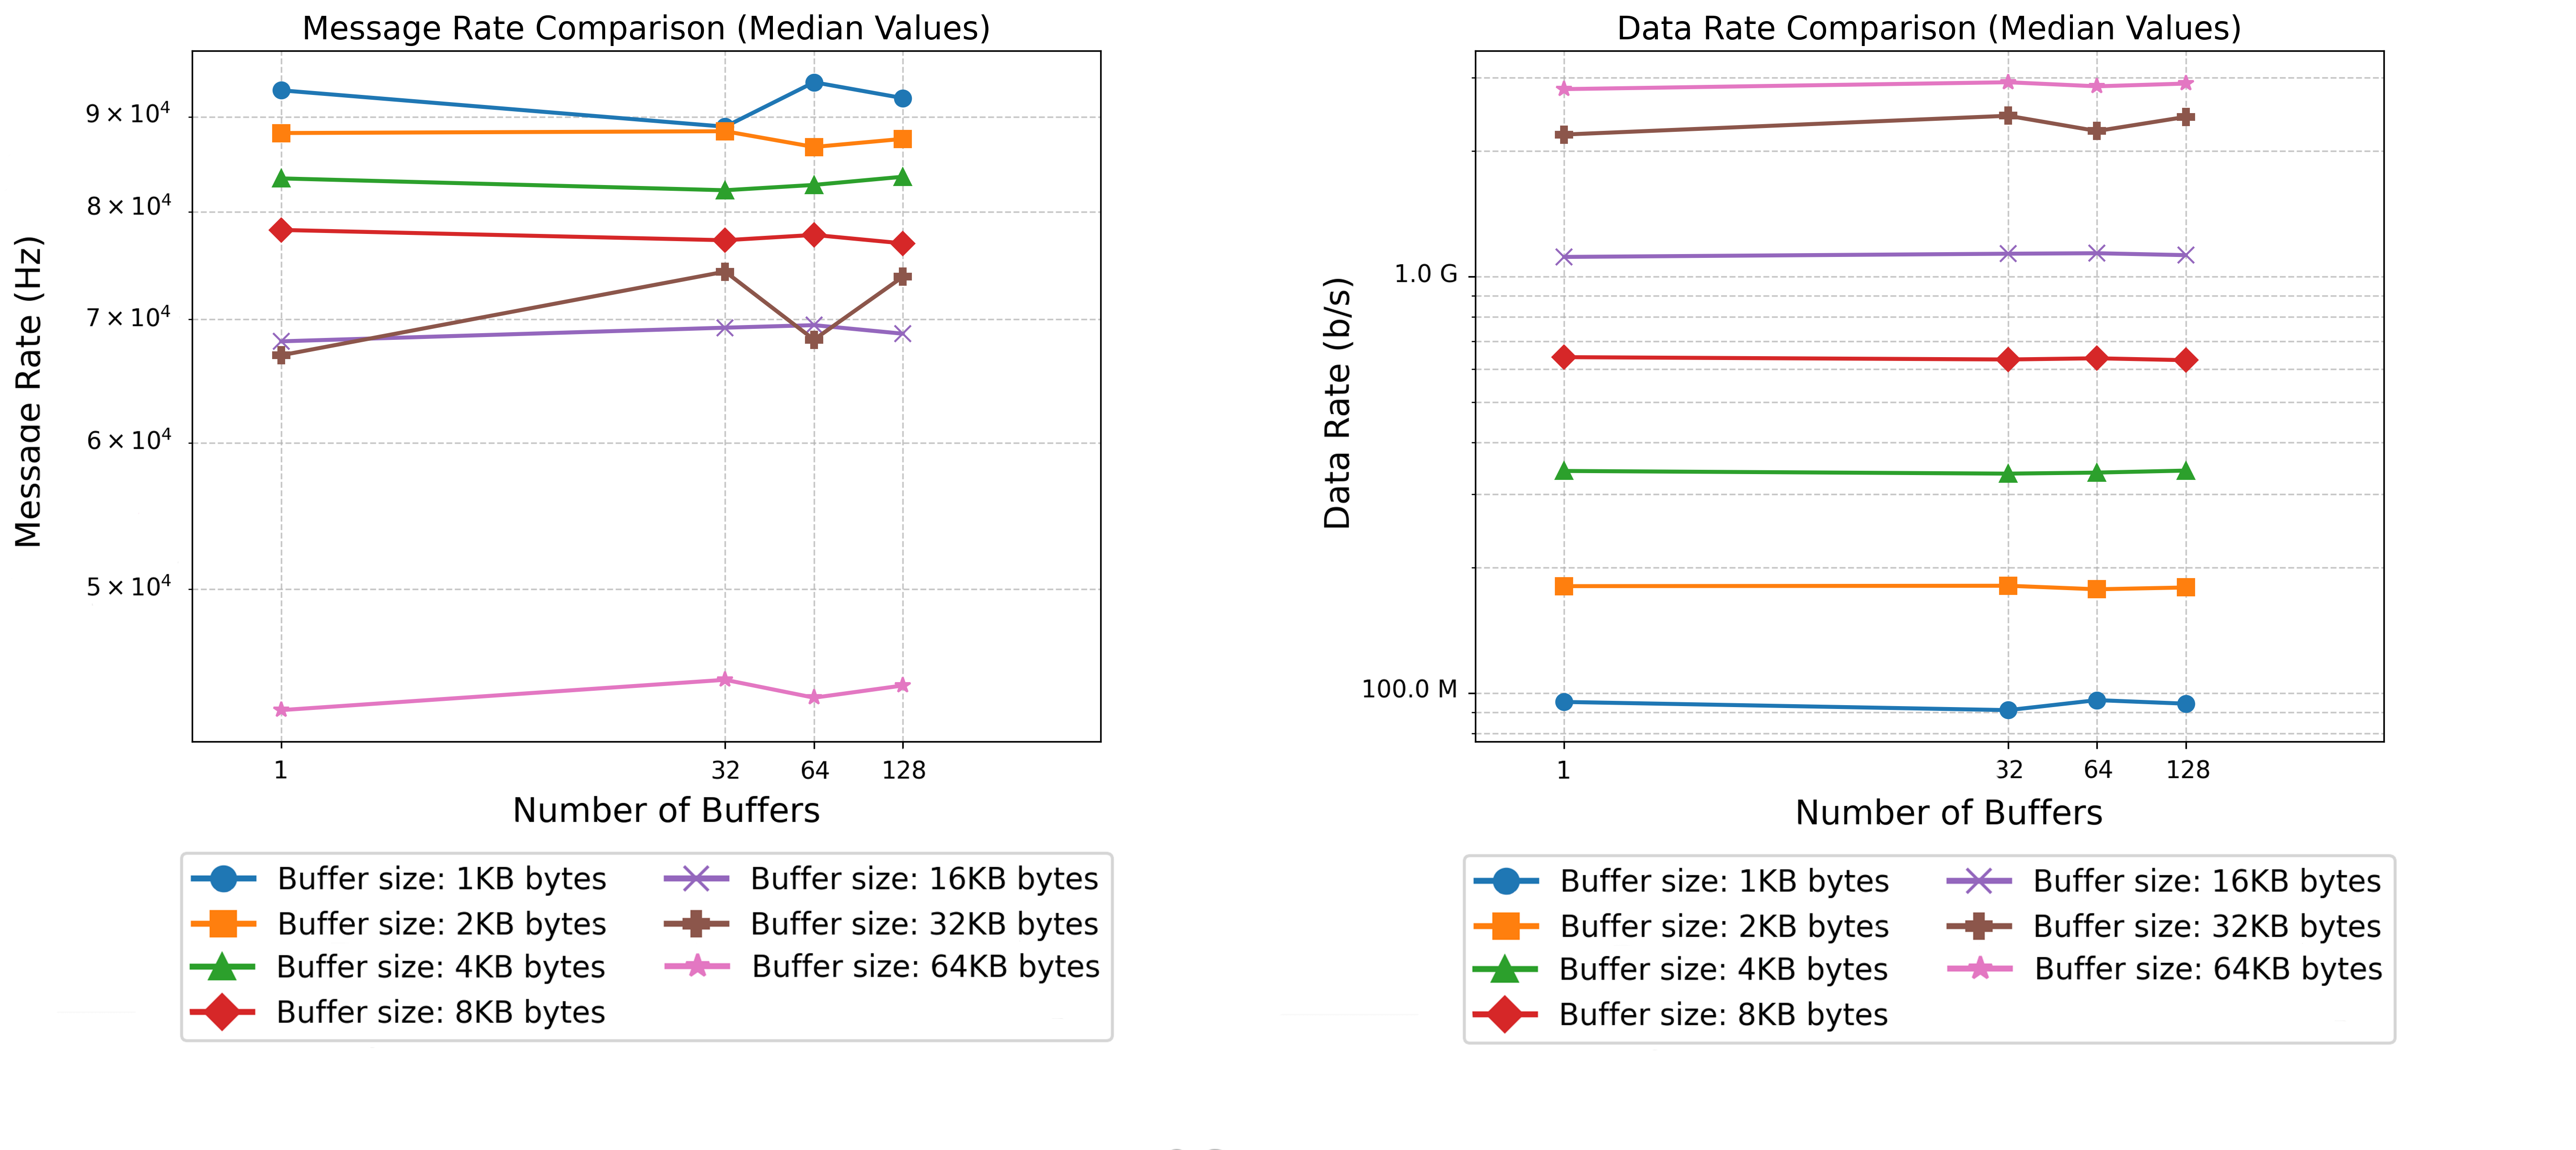 Message Rate Comparison (Median Values)
9 × 10⁴
8 × 10⁴
7 × 10⁴
6 × 10⁴
5 × 10⁴
Message Rate (Hz)
1 32 64 128
Number of Buffers
Buffer size: 1KB bytes
Buffer size: 2KB bytes
Buffer size: 4KB bytes
Buffer size: 8KB bytes
Buffer size: 16KB bytes
Buffer size: 32KB bytes
Buffer size: 64KB bytes
Data Rate Comparison (Median Values)
1.0 G
100.0 M
Data Rate (b/s)
1 32 64 128
Number of Buffers
Buffer size: 1KB bytes
Buffer size: 2KB bytes
Buffer size: 4KB bytes
Buffer size: 8KB bytes
Buffer size: 16KB bytes
Buffer size: 32KB bytes
Buffer size: 64KB bytes